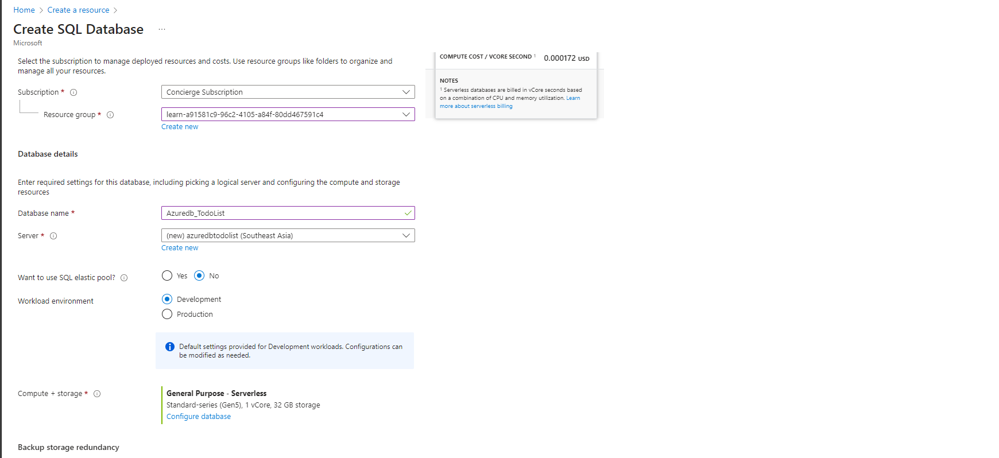 Home > Create a resource >
Create SQL Database ...
Microsoft
Select the subscription to manage deployed resources and costs. Use resource groups like folders to organize and
manage all your resources.
Subscription *
Concierge Subscription
Resource group *
learn-a91581c9-96c2-4105-a84f-80dd467591c4
Create new
COMPUTE COST / VCORE SECOND ¹ 0.000172 USD
NOTES
¹ Serverless databases are billed in vCore seconds based
on a combination of CPU and memory utilization. Learn
more about serverless billing
Database details
Enter required settings for this database, including picking a logical server and configuring the compute and storage
resources
Database name *
Azuredb_TodoList
Server *
(new) azuredbtodolist (Southeast Asia)
Create new
Want to use SQL elastic pool?
Yes No
Workload environment
Development
Production
Default settings provided for Development workloads. Configurations can
be modified as needed.
Compute + storage *
General Purpose - Serverless
Standard-series (Gen5), 1 vCore, 32 GB storage
Configure database
Backup storage redundancy